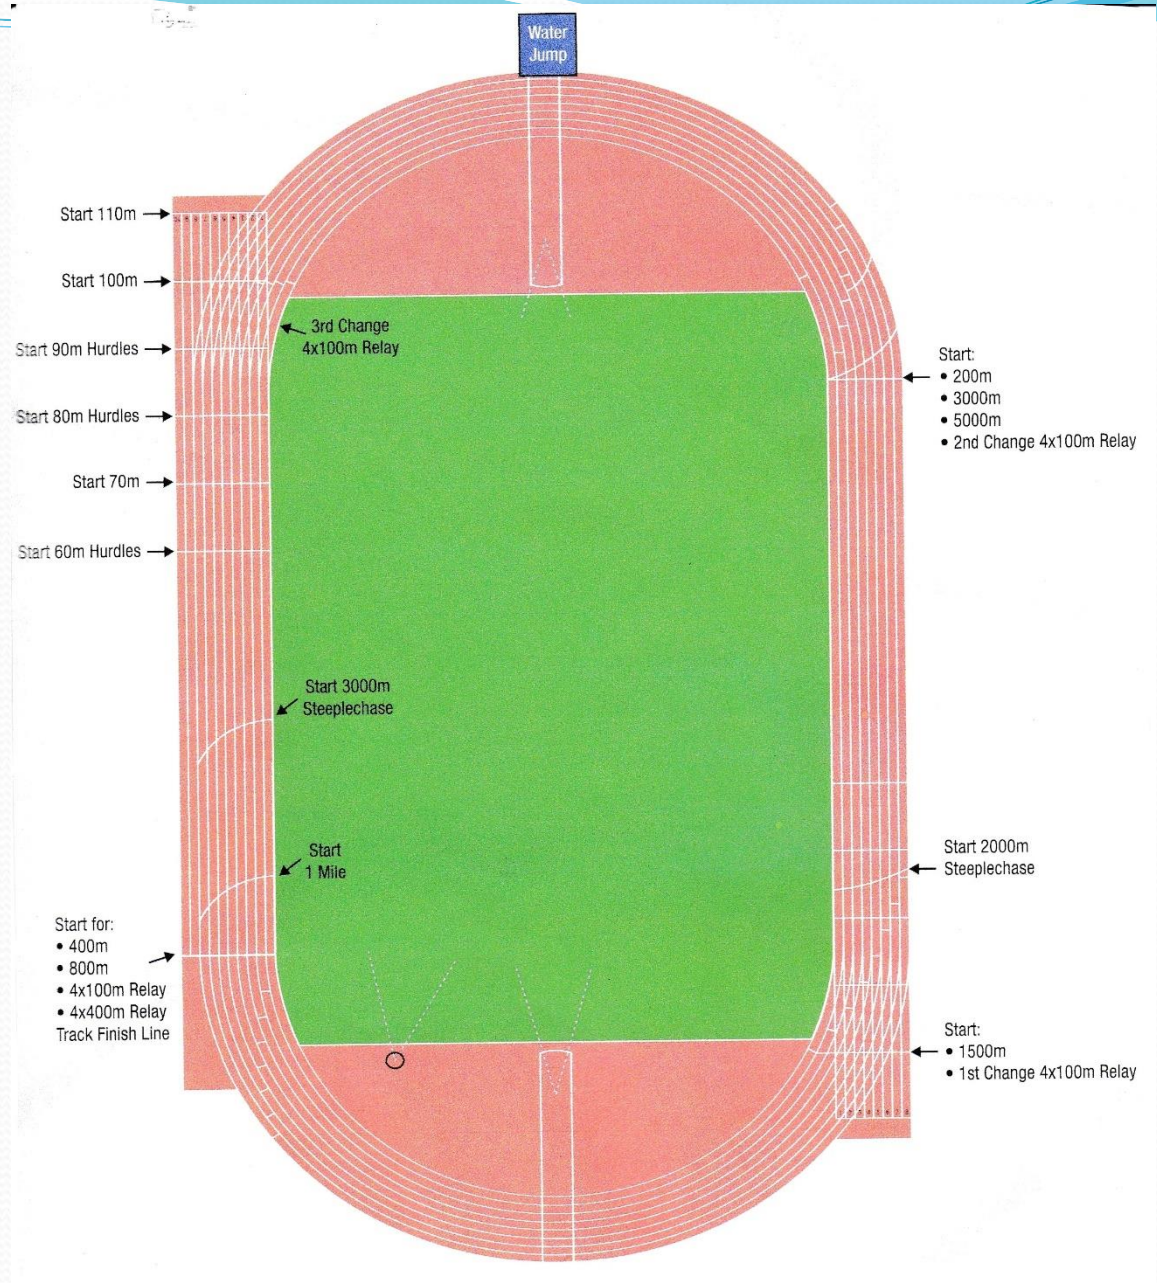 Water
Jump
Start 110m
Start 100m
3rd Change
4x100m Relay
Start 90m Hurdles
Start:
• 200m
• 3000m
• 5000m
• 2nd Change 4x100m Relay
Start 80m Hurdles
Start 70m
Start 60m Hurdles
Start 3000m
Steeplechase
Start
1 Mile
Start 2000m
Steeplechase
Start for:
• 400m
• 800m
• 4x100m Relay
• 4x400m Relay
Track Finish Line
Start:
• 1500m
• 1st Change 4x100m Relay